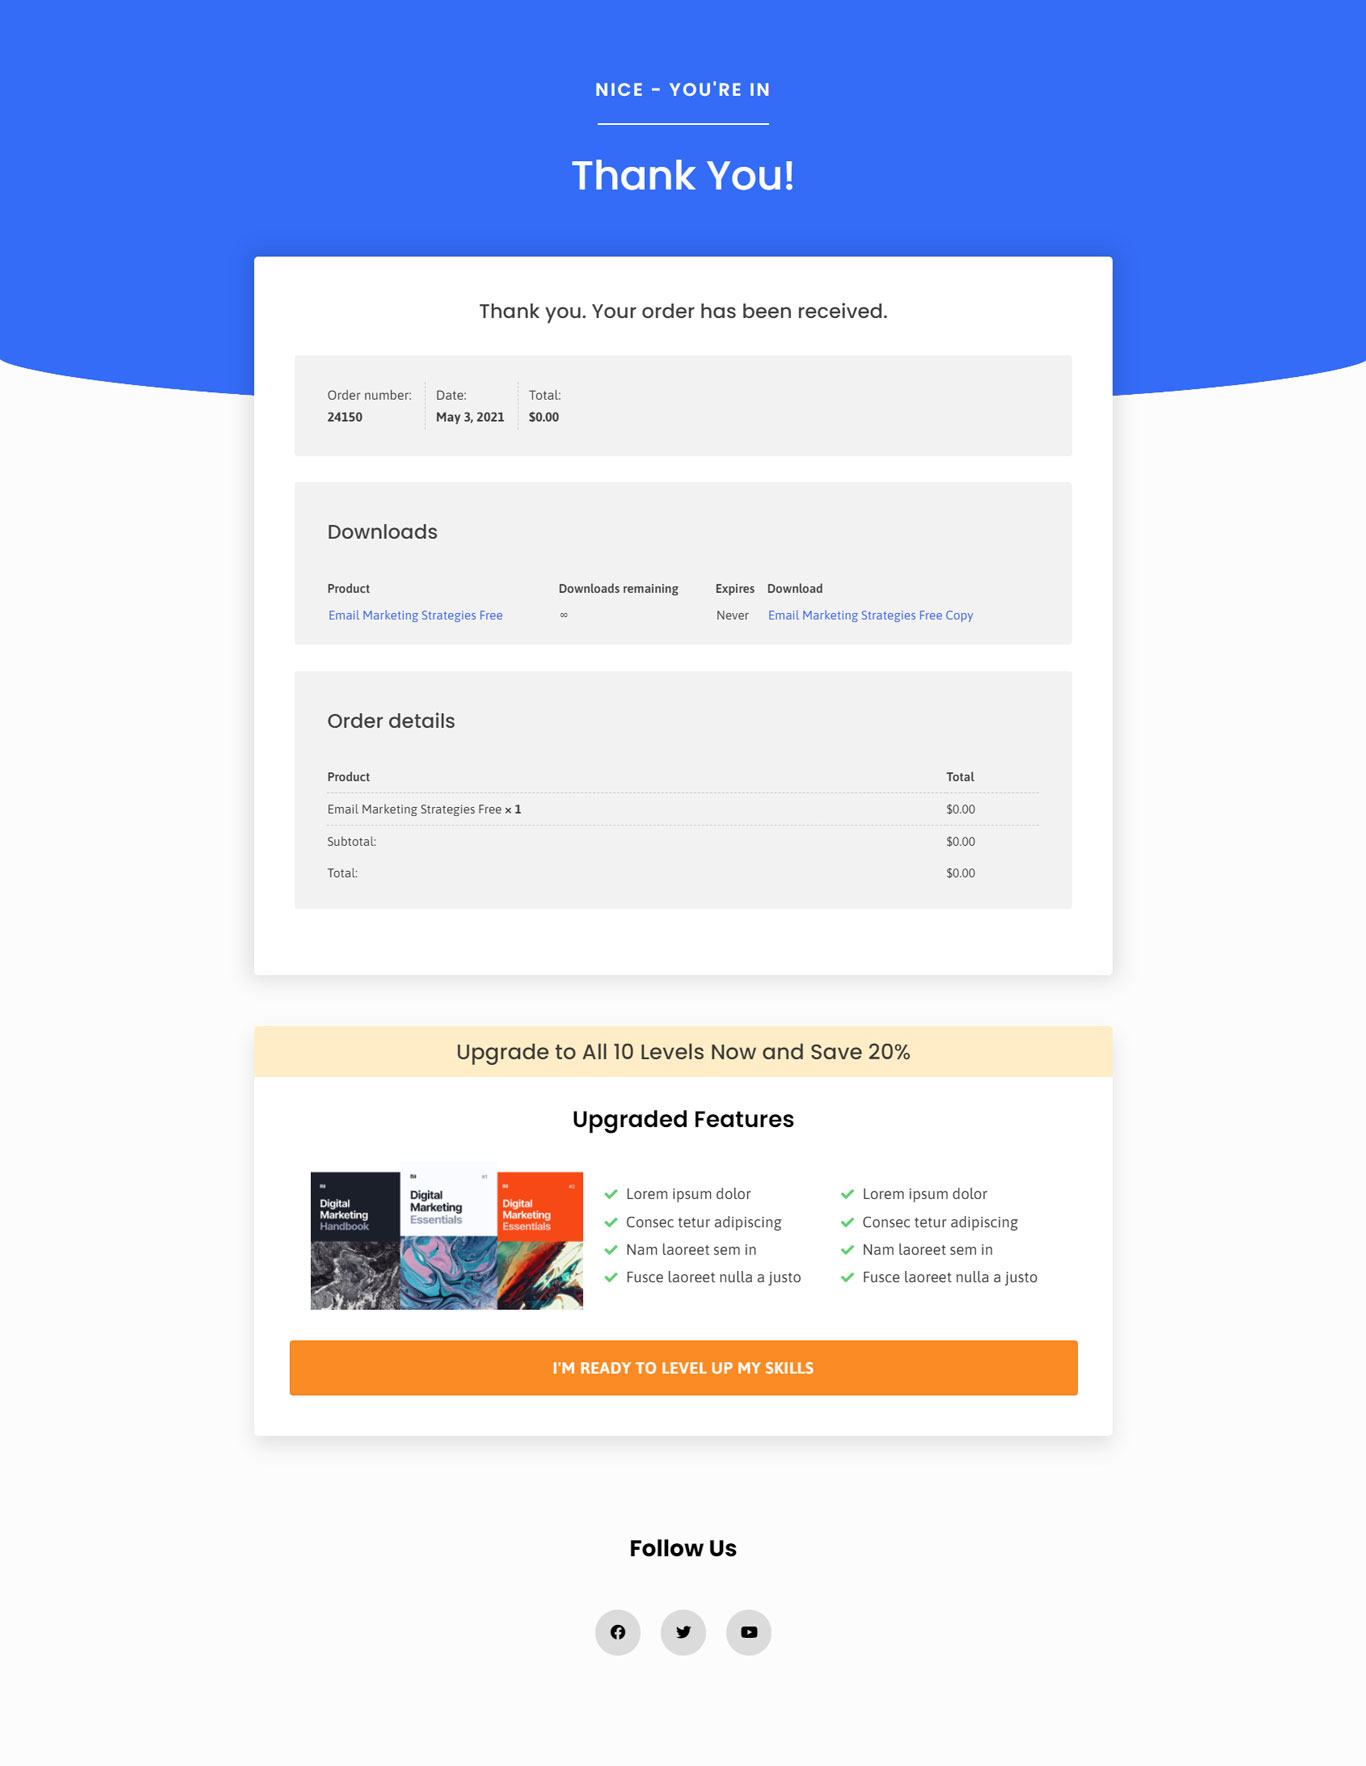 NICE - YOU'RE IN
Thank You!
Thank you. Your order has been received.
Order number: Date: Total:
24150 May 3, 2021 $0.00
Downloads
Product Downloads remaining Expires Download
Email Marketing Strategies Free ∞ Never Email Marketing Strategies Free Copy
Order details
Product Total
Email Marketing Strategies Free × 1 $0.00
Subtotal: $0.00
Total: $0.00
Upgrade to All 10 Levels Now and Save 20%
Upgraded Features
Digital
Marketing
Handbook
#1
Digital
Marketing
Essentials
#2
Digital
Marketing
Essentials
Lorem ipsum dolor
Consec tetur adipiscing
Nam laoreet sem in
Fusce laoreet nulla a justo
Lorem ipsum dolor
Consec tetur adipiscing
Nam laoreet sem in
Fusce laoreet nulla a justo
I'M READY TO LEVEL UP MY SKILLS
Follow Us